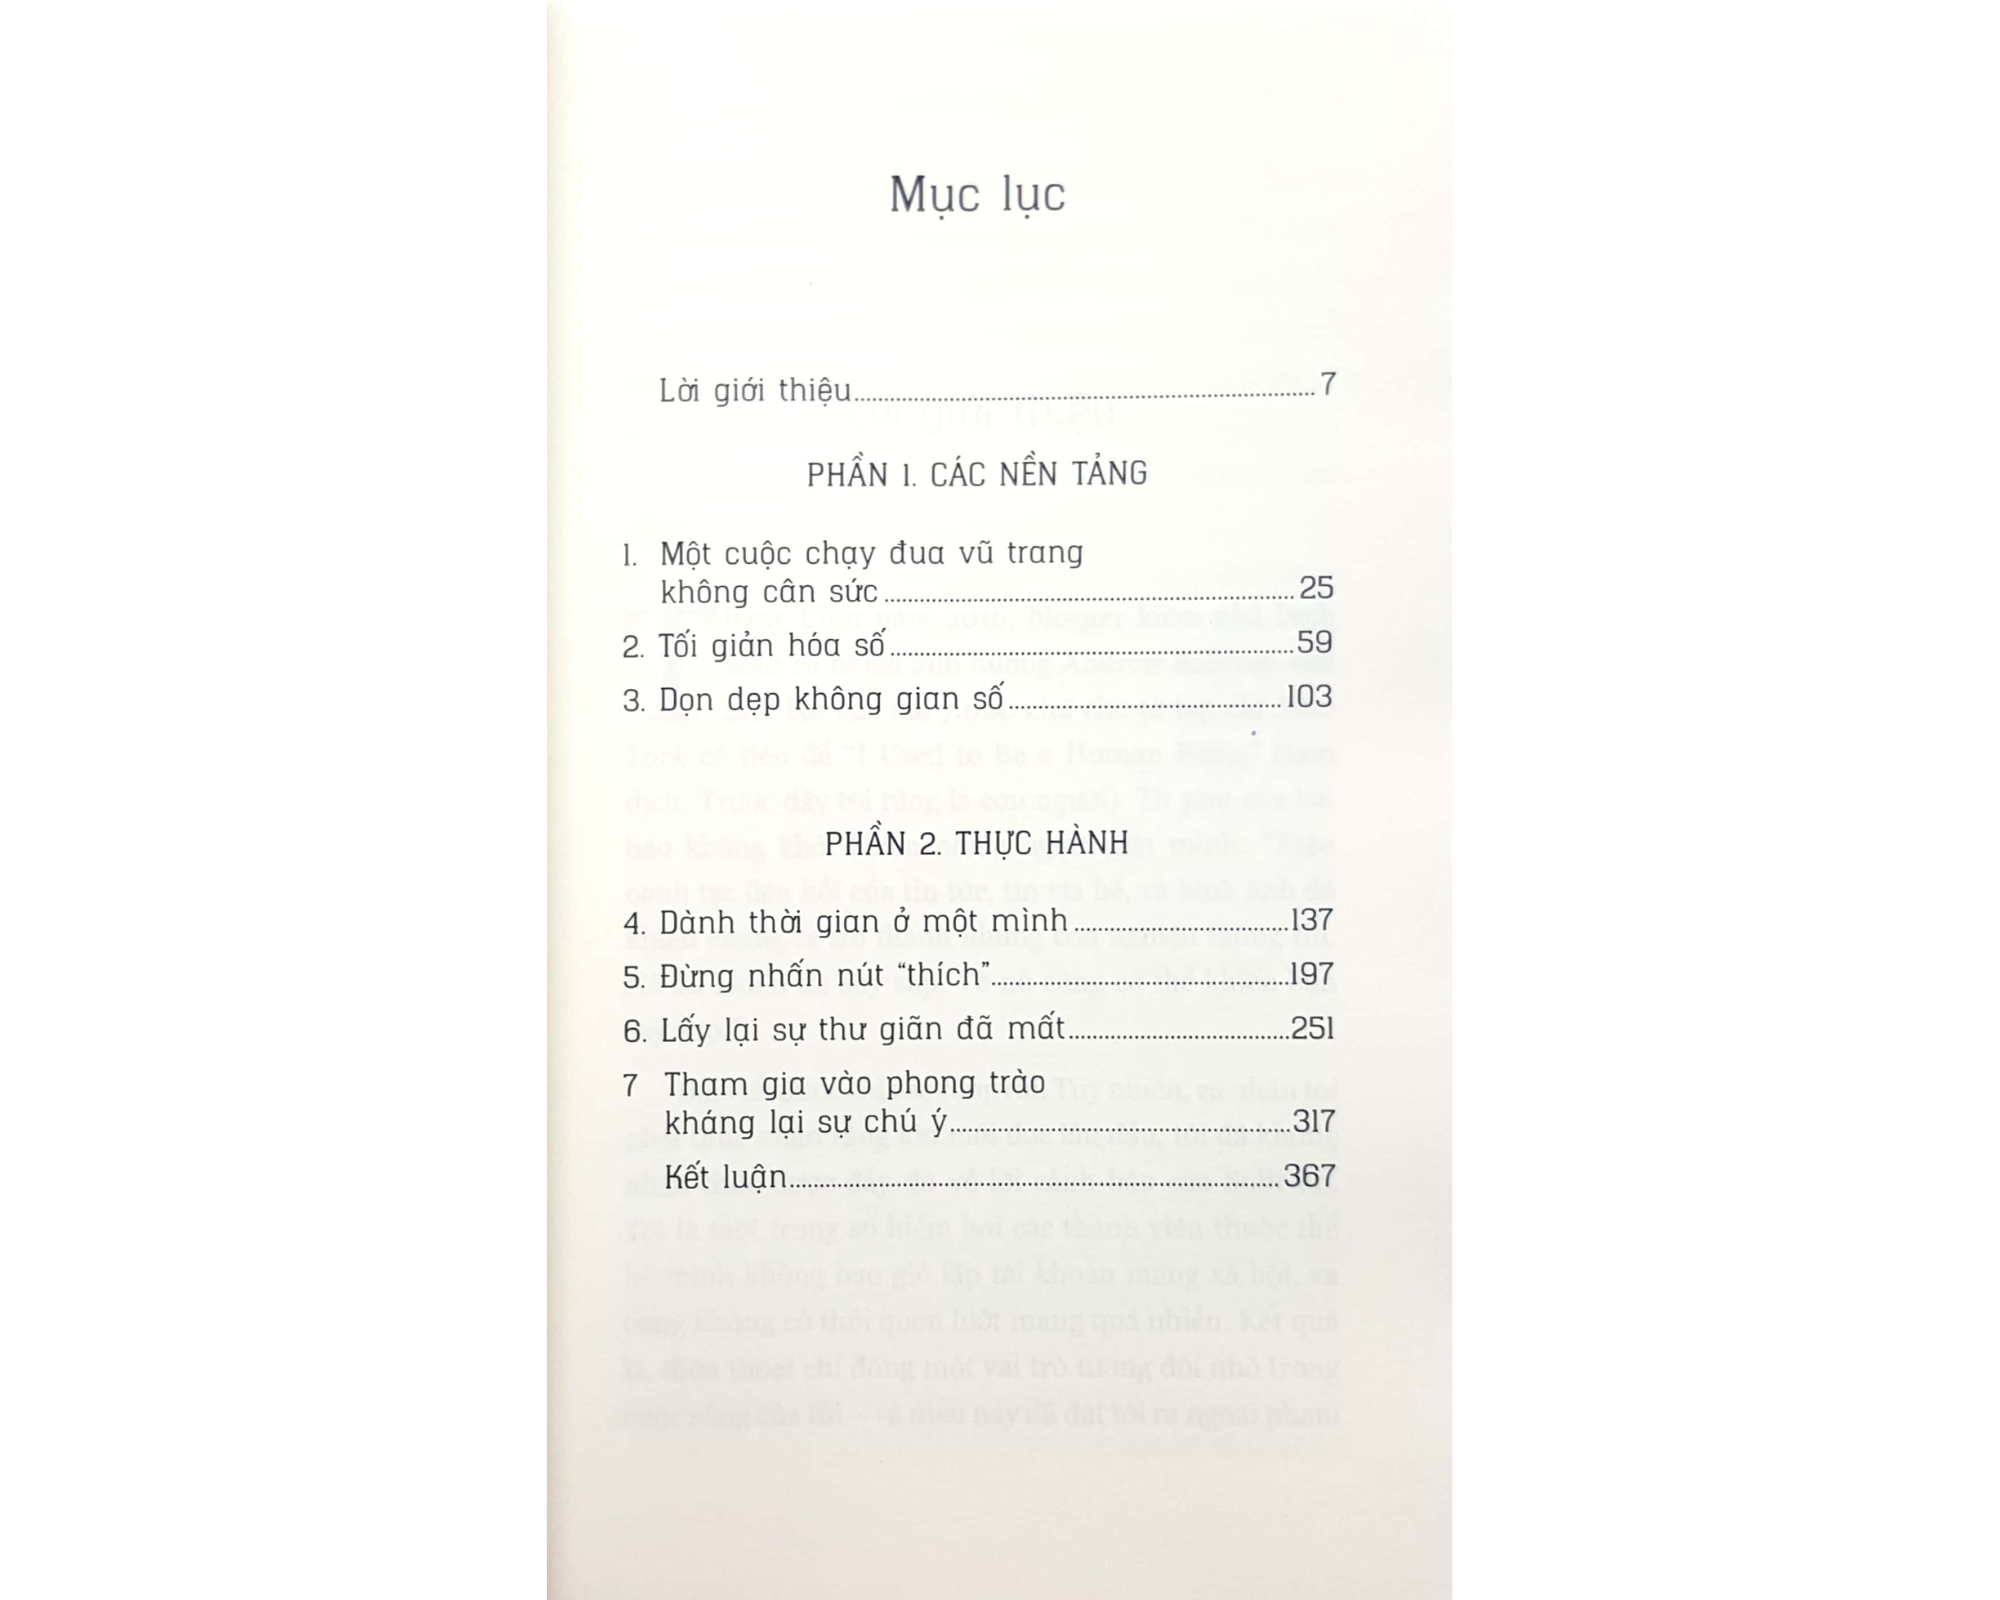 Mục lục
Lời giới thiệu 7
PHẦN 1. CÁC NỀN TẢNG
1. Một cuộc chạy đua vũ trang
không cân sức 25
2. Tối giản hóa số 59
3. Dọn dẹp không gian số 103
PHẦN 2. THỰC HÀNH
4. Dành thời gian ở một mình 137
5. Đừng nhấn nút “thích” 197
6. Lấy lại sự thư giãn đã mất 251
7 Tham gia vào phong trào
kháng lại sự chú ý 317
Kết luận 367